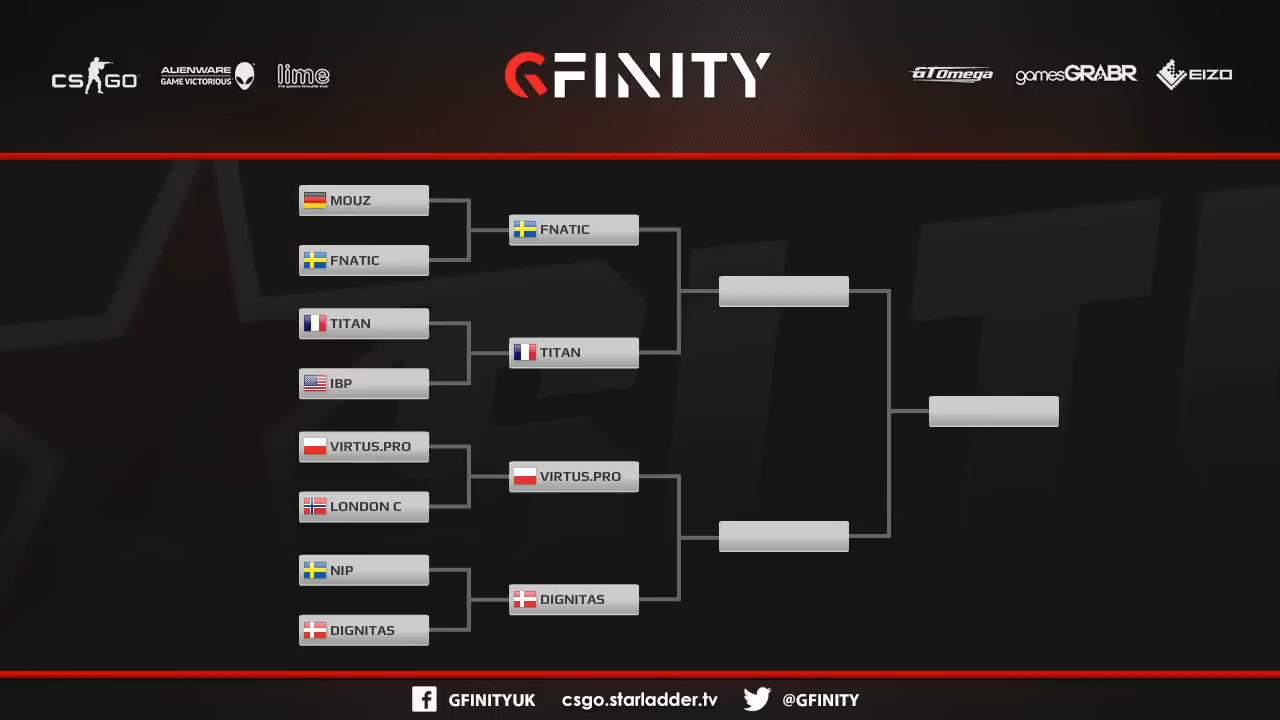 CS GO
ALIENWARE
GAME VICTORIOUS
lime
GFINITY
GTOmega
gamesGRABR
EIZO
MOUZ
FNATIC
FNATIC
TITAN
TITAN
IBP
VIRTUS.PRO
VIRTUS.PRO
LONDON C
NIP
DIGNITAS
DIGNITAS
GFINITYUK
csgo.starladder.tv
@GFINITY